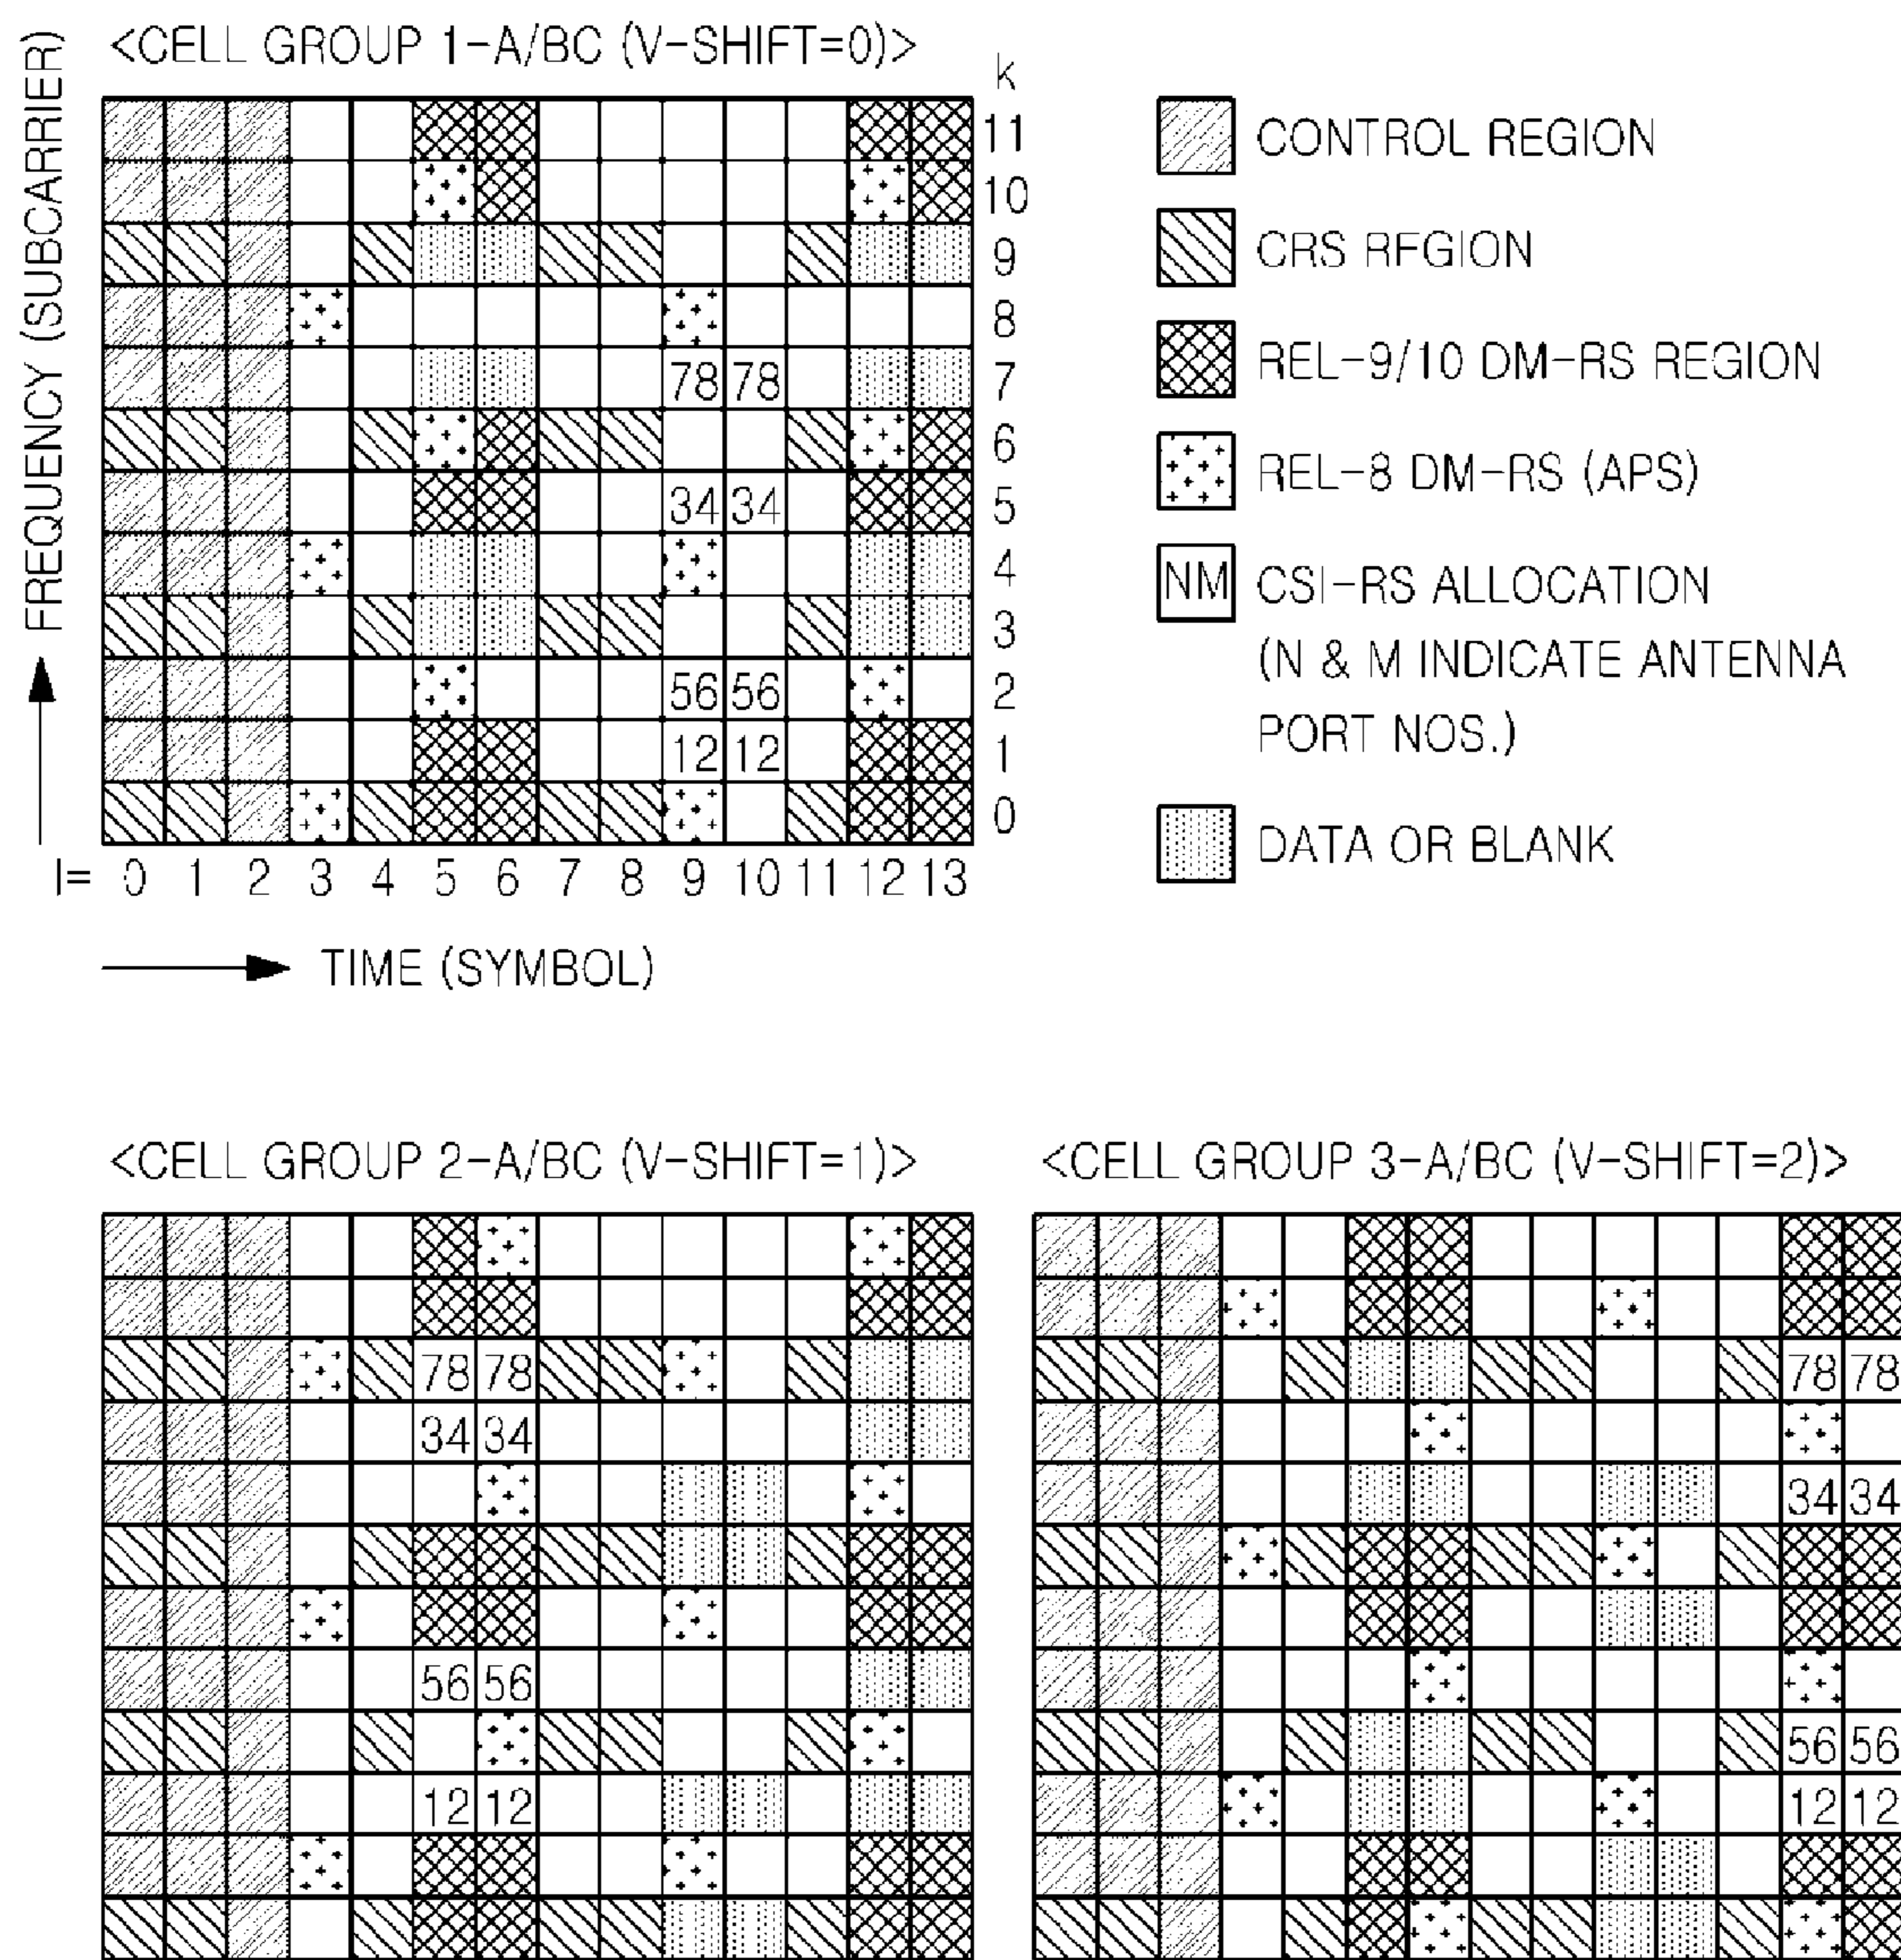 <CELL GROUP 1-A/BC (V-SHIFT=0)>
k
FREQUENCY (SUBCARRIER)
11
10
9
8
78 78 7
6
34 34 5
4
3
56 56 2
12 12 1
0
l= 0 1 2 3 4 5 6 7 8 9 10 11 12 13
TIME (SYMBOL)
CONTROL REGION
CRS RFGION
REL-9/10 DM-RS REGION
REL-8 DM-RS (APS)
NM CSI-RS ALLOCATION
(N & M INDICATE ANTENNA
PORT NOS.)
DATA OR BLANK
<CELL GROUP 2-A/BC (V-SHIFT=1)>
78 78
34 34
56 56
12 12
<CELL GROUP 3-A/BC (V-SHIFT=2)>
78 78
34 34
56 56
12 12